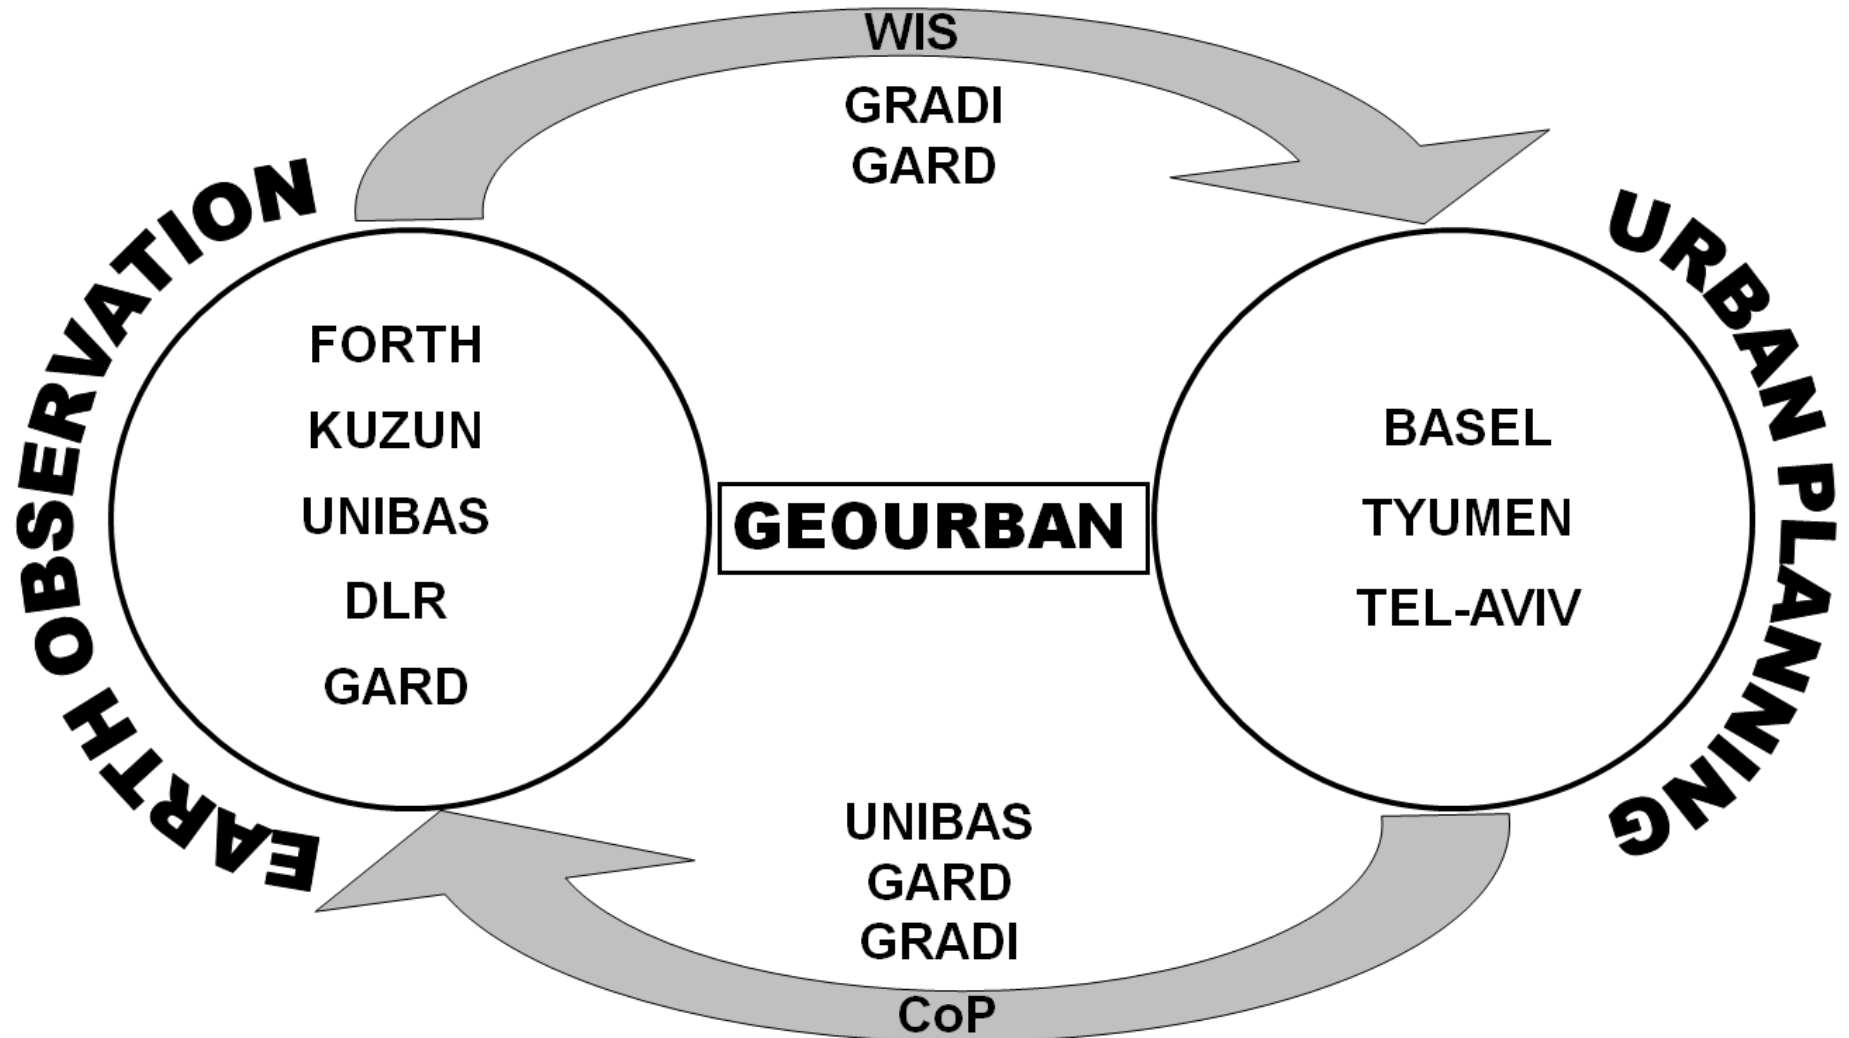 WIS
GRADI
GARD
EARTH OBSERVATION
FORTH
KUZUN
UNIBAS
DLR
GARD
GEOURBAN
URBAN PLANNING
BASEL
TYUMEN
TEL-AVIV
UNIBAS
GARD
GRADI
CoP